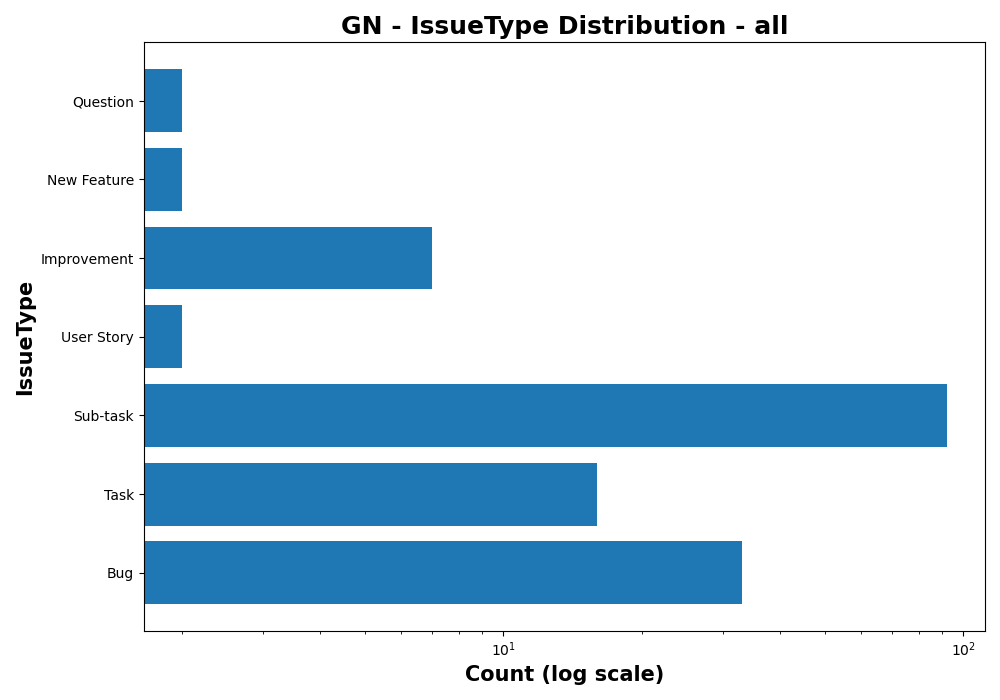 GN - IssueType Distribution - all
Question
New Feature
Improvement
User Story
Sub-task
Task
Bug
IssueType
10¹
10²
Count (log scale)